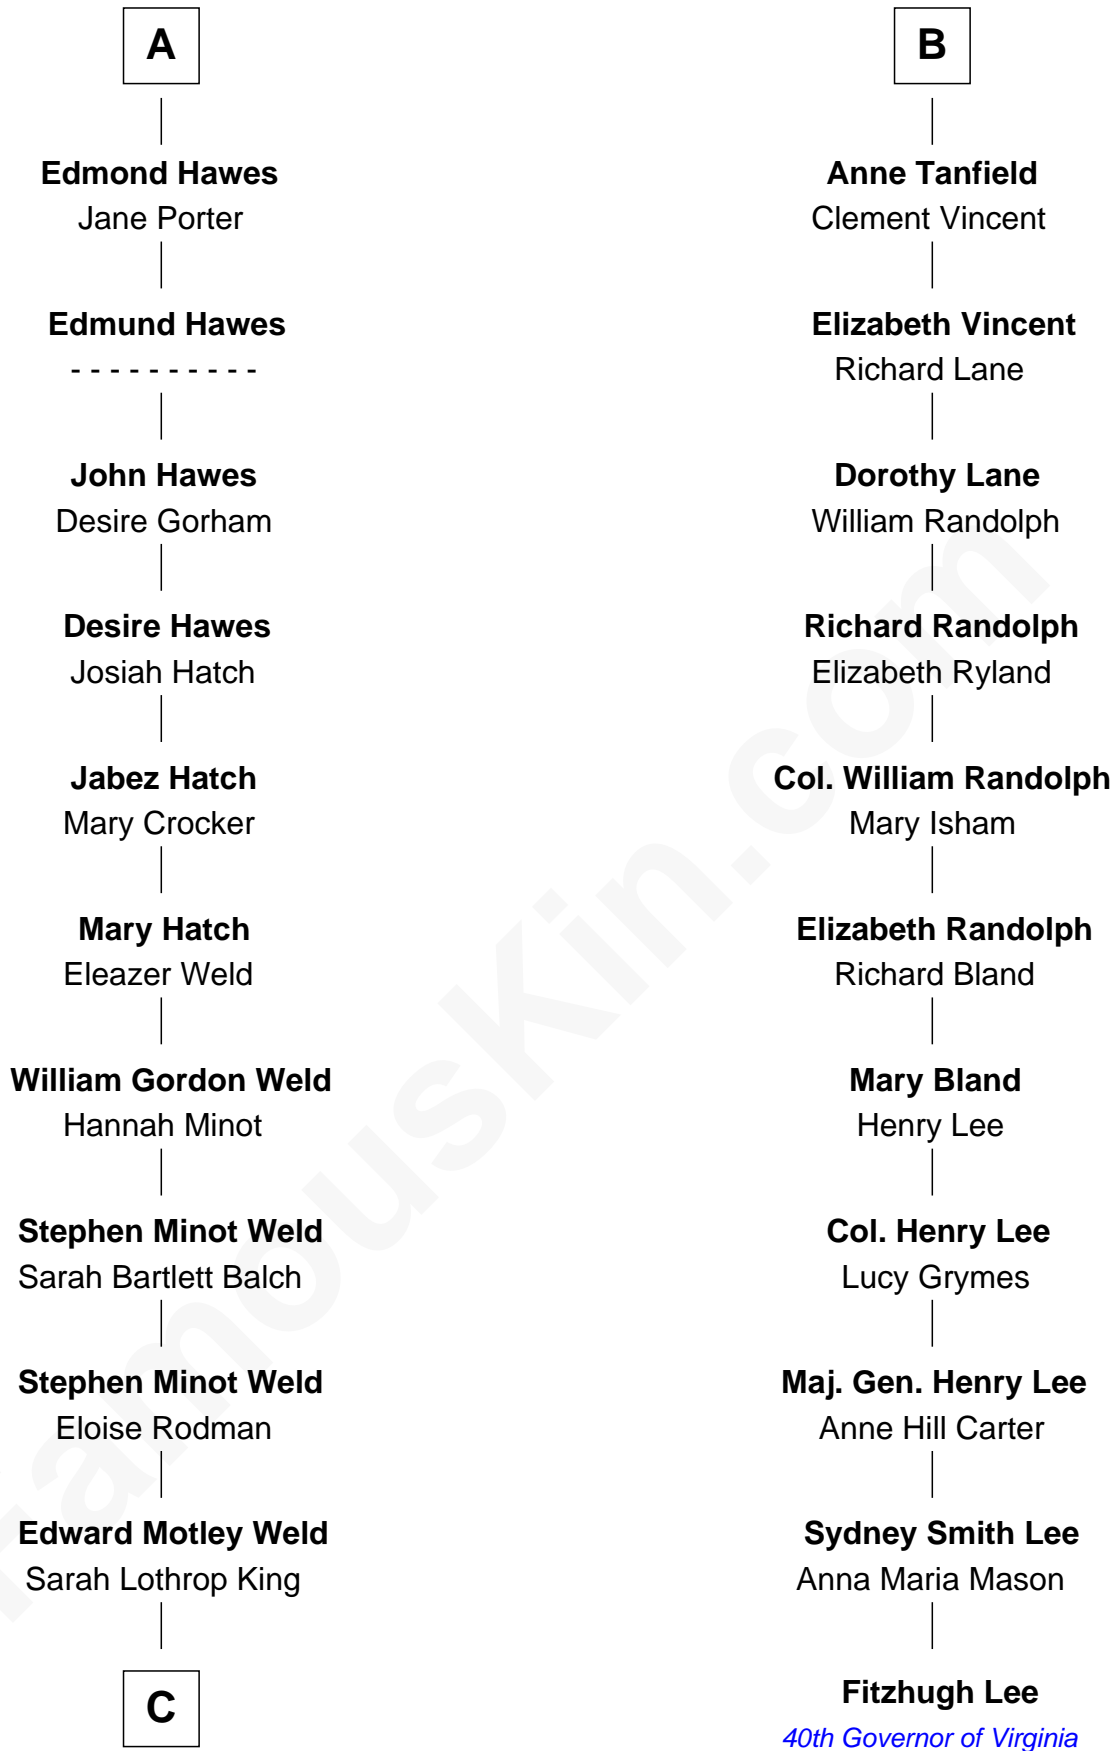 A
Edmond Hawes
Jane Porter
Edmund Hawes
- - - - - - - - - -
John Hawes
Desire Gorham
Desire Hawes
Josiah Hatch
Jabez Hatch
Mary Crocker
Mary Hatch
Eleazer Weld
William Gordon Weld
Hannah Minot
Stephen Minot Weld
Sarah Bartlett Balch
Stephen Minot Weld
Eloise Rodman
Edward Motley Weld
Sarah Lothrop King
C
B
Anne Tanfield
Clement Vincent
Elizabeth Vincent
Richard Lane
Dorothy Lane
William Randolph
Richard Randolph
Elizabeth Ryland
Col. William Randolph
Mary Isham
Elizabeth Randolph
Richard Bland
Mary Bland
Henry Lee
Col. Henry Lee
Lucy Grymes
Maj. Gen. Henry Lee
Anne Hill Carter
Sydney Smith Lee
Anna Maria Mason
Fitzhugh Lee
40th Governor of Virginia
FamousKin.com